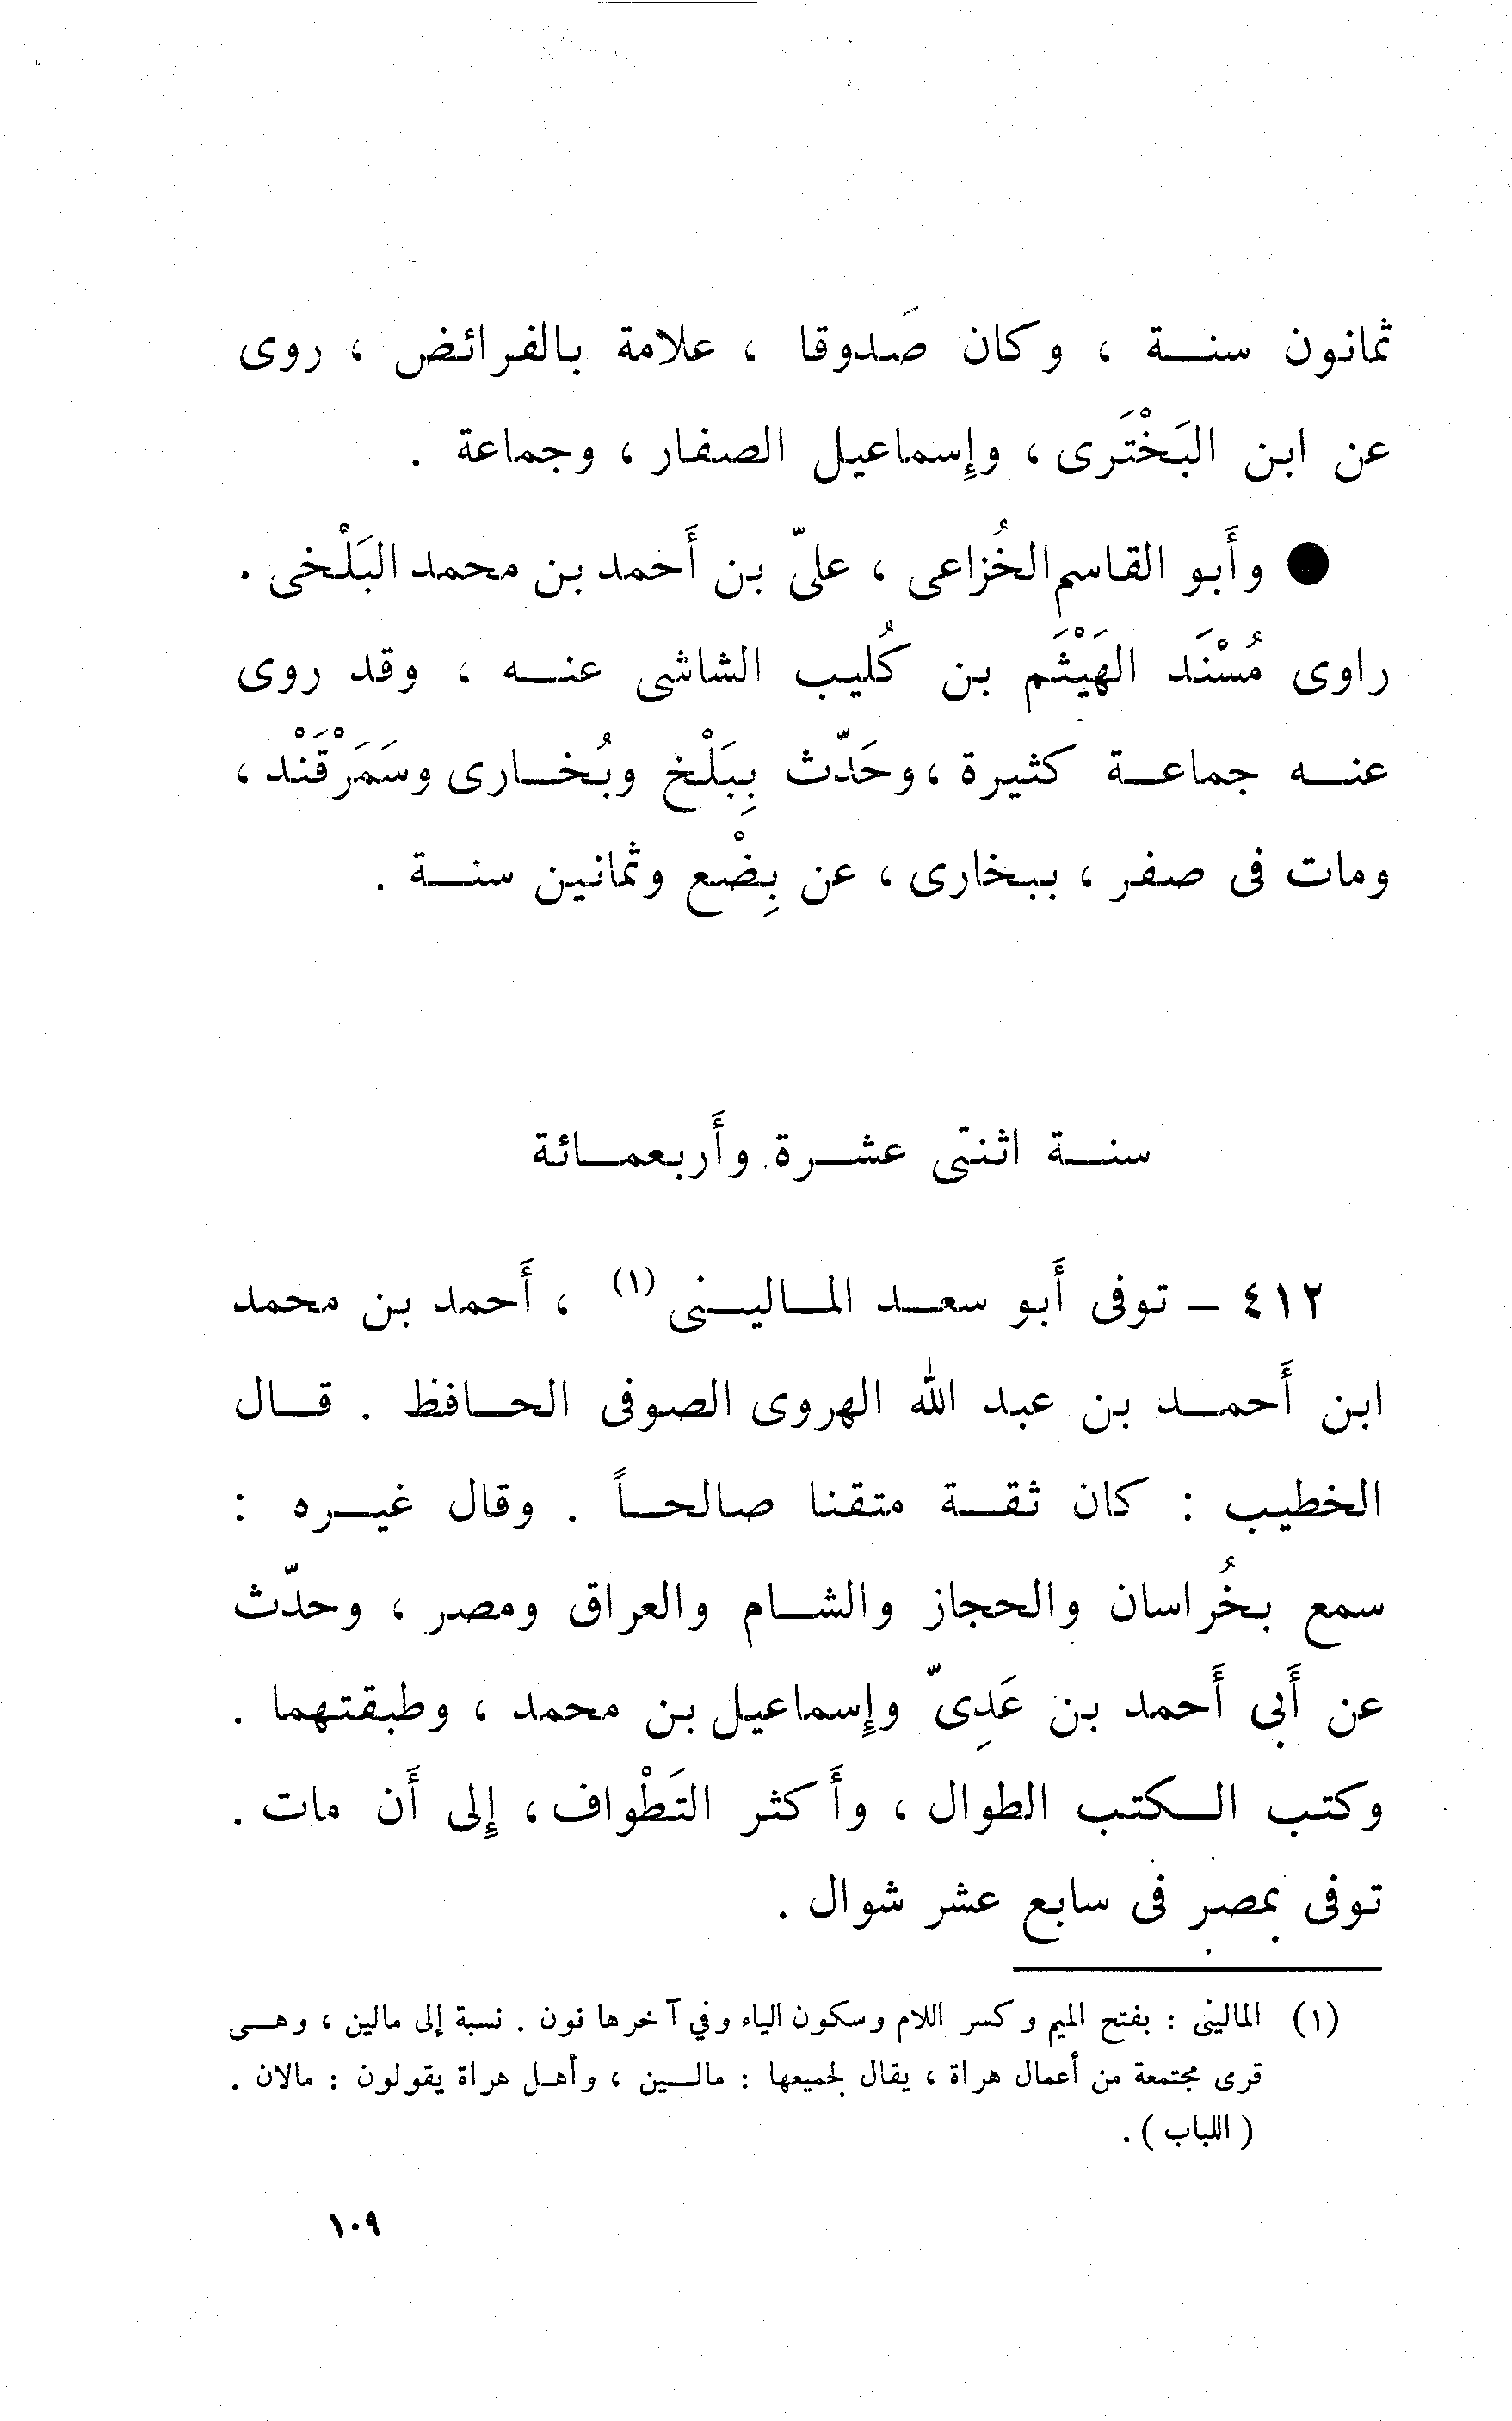 ثمانون سنة ، وكان صَدوقا ، علامة بالفرائض ، روى
عن ابن البَخْتَرى ، وإسماعيل الصفار ، وجماعة .
● وأَبو القاسم الخُزاعى ، علىّ بن أَحمد بن محمد البَلْخى .
راوى مُسْنَد الهَيْثَم بن كُليب الشاشى عنه ، وقد روى
عنه جماعة كثيرة ، وحَدّث بِبَلْخ وبُخارى وسَمَرْقَنْد ،
ومات فى صفر ، ببخارى ، عن بِضْع وثمانين سنة .
سنة اثنتى عشرة وأَربعمائة
٤١٢ – توفى أَبو سعد المالينى (١) ، أَحمد بن محمد
ابن أَحمد بن عبد الله الهروى الصوفى الحافظ . قال
الخطيب : كان ثقة متقنا صالحاً . وقال غيره :
سمع بخُراسان والحجاز والشام والعراق ومصر ، وحدّث
عن أَبى أَحمد بن عَدِىّ وإسماعيل بن محمد ، وطبقتهما .
وكتب الكتب الطوال ، وأَكثر التَطْواف ، إلى أَن مات .
توفى بمصر فى سابع عشر شوال .
(١) المالينى : بفتح الميم وكسر اللام وسكون الياء وفي آخرها نون . نسبة إلى مالين ، وهى
قرى مجتمعة من أعمال هراة ، يقال لجميعها : مالين ، وأهل هراة يقولون : مالان .
( اللباب ) .
١٠٩